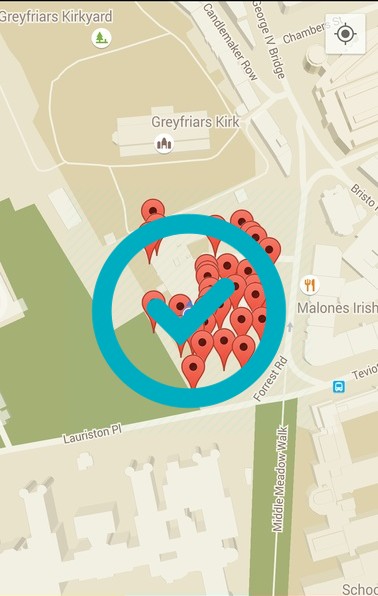 Greyfriars Kirkyard
Candlemaker Row
George IV Bridge
Chambers St
Greyfriars Kirk
Bristo
Malones Irish
Forrest Rd
Teviot
Lauriston Pl
Middle Meadow Walk
Schoo